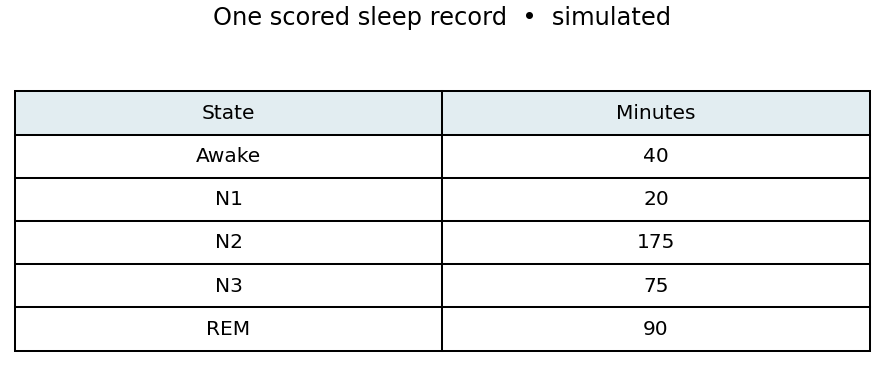 One scored sleep record • simulated
State Minutes
Awake 40
N1 20
N2 175
N3 75
REM 90